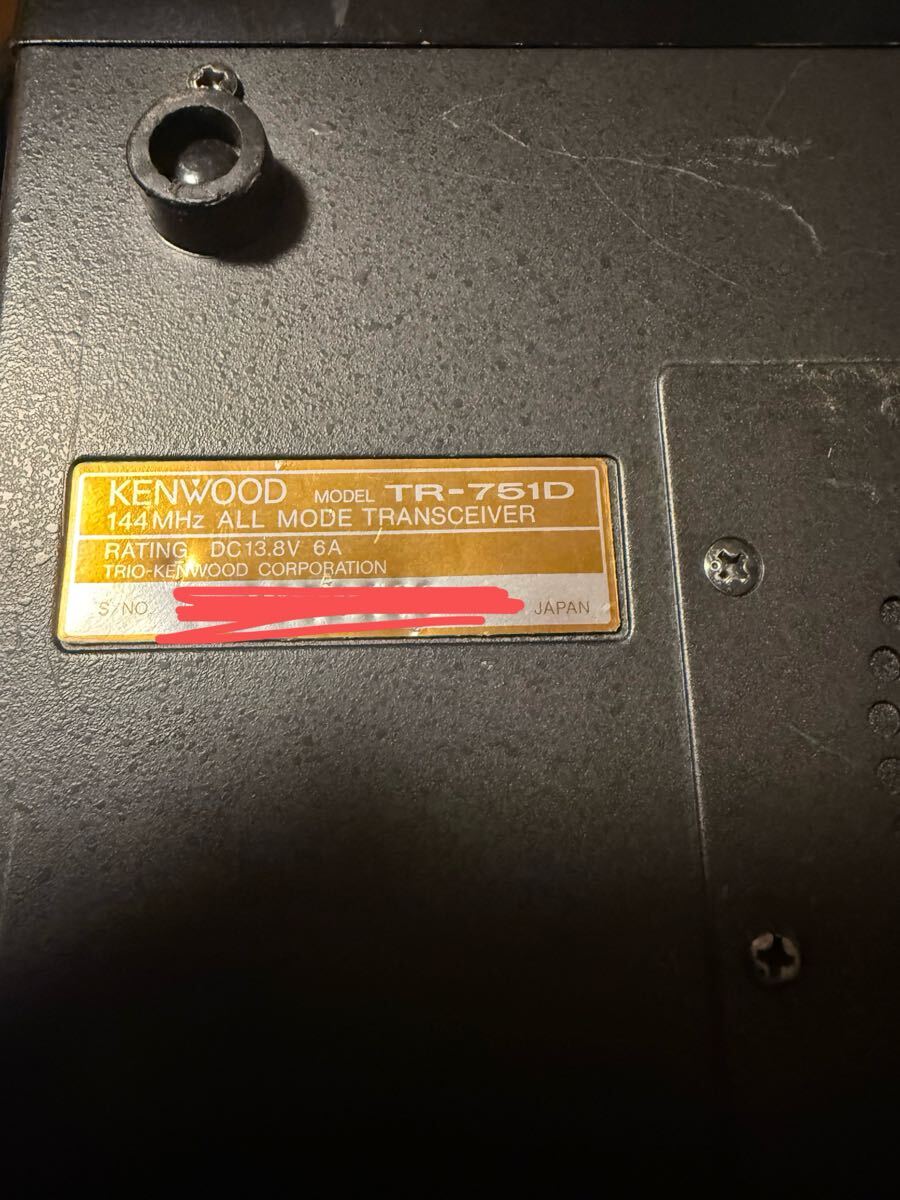 KENWOOD MODEL TR-751D
144MHz ALL MODE TRANSCEIVER
RATING DC13.8V 6A
TRIO-KENWOOD CORPORATION
S/NO. JAPAN